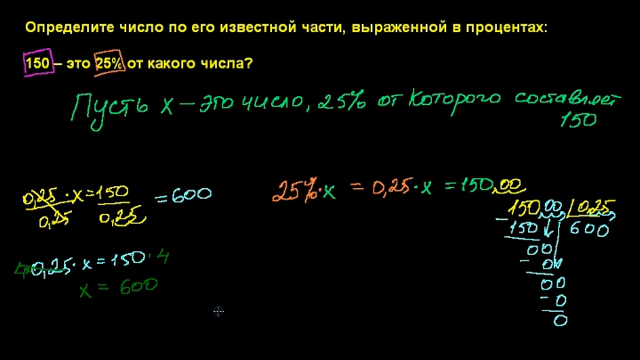 Определите число по его известной части, выраженной в процентах:
150 – это 25% от какого числа?
Пусть x – это число, 25% от которого составляет
150
0,25 · x = 150 = 600
0,25 0,25
25% · x = 0,25 · x = 150,00
150,00 0,25
- 150 600
00
- 0
00
- 0
0
4 · 0,25 · x = 150 · 4
x = 600